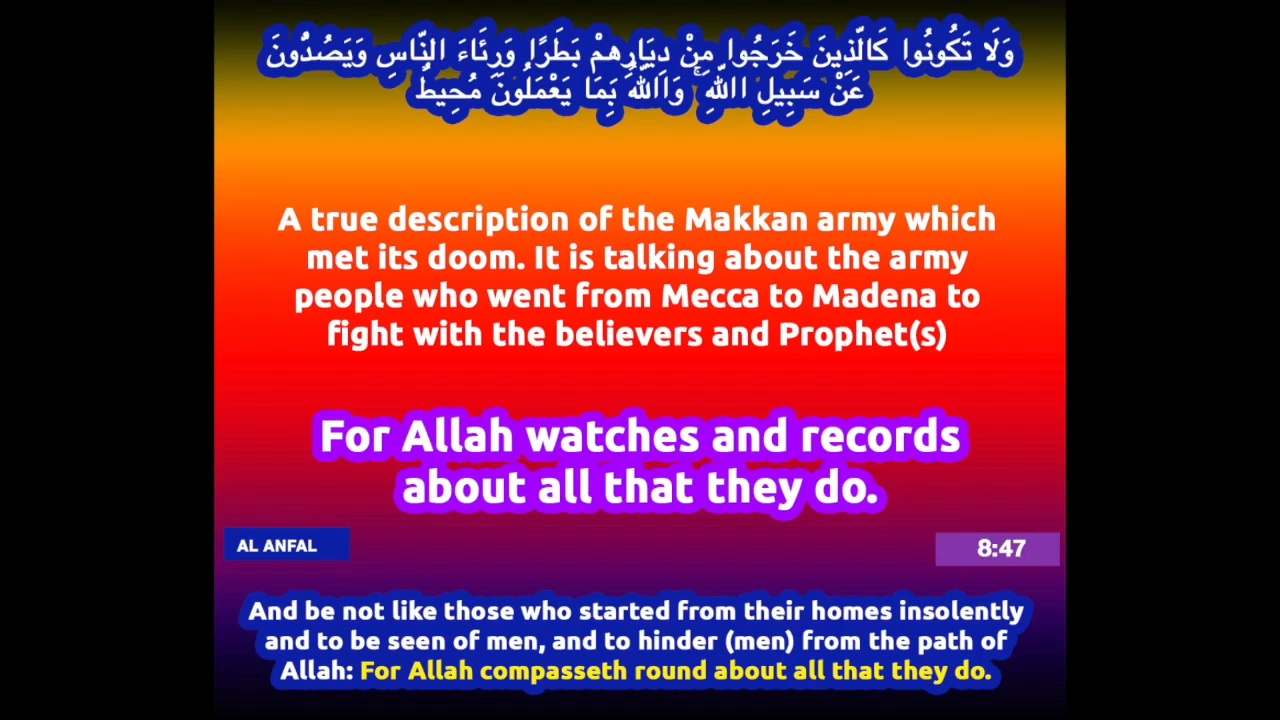 وَلَا تَكُونُوا كَالَّذِينَ خَرَجُوا مِنْ دِيَارِهِمْ بَطَرًا وَرِئَاءَ النَّاسِ وَيَصُدُّونَ
عَنْ سَبِيلِ اللَّهِ ۚ وَاللَّهُ بِمَا يَعْمَلُونَ مُحِيطٌ
A true description of the Makkan army which
met its doom. It is talking about the army
people who went from Mecca to Madena to
fight with the believers and Prophet(s)
For Allah watches and records
about all that they do.
AL ANFAL
8:47
And be not like those who started from their homes insolently
and to be seen of men, and to hinder (men) from the path of
Allah: For Allah compasseth round about all that they do.